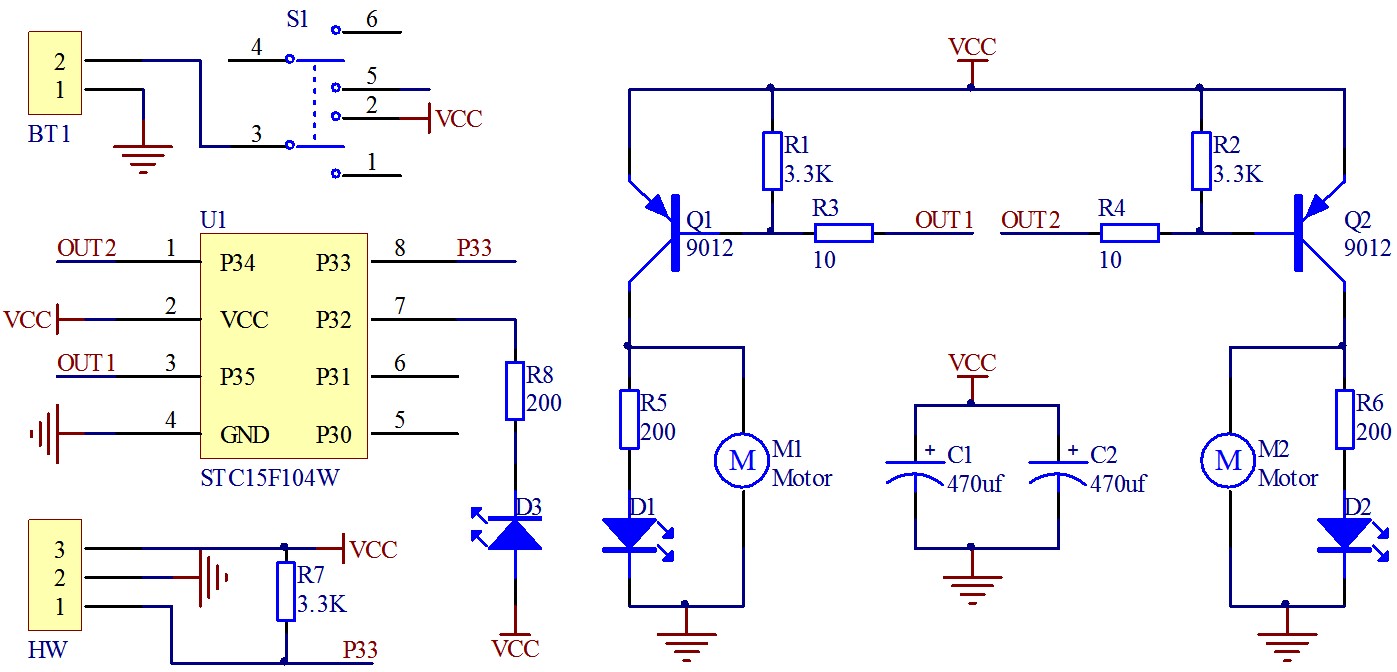 S1
6
4
5
2
VCC
3
1
2
1
BT1
U1
OUT2 1 P34 P33 8 P33
VCC 2 VCC P32 7
OUT1 3 P35 P31 6
4 GND P30 5
STC15F104W
R8
200
D3
VCC
3
2
1
HW
VCC
R7
3.3K
P33
VCC
R1
3.3K
R2
3.3K
Q1
9012
R3
10
OUT1
OUT2
R4
10
Q2
9012
R5
200
M
M1
Motor
D1
VCC
+ C1
470uf
+ C2
470uf
M
M2
Motor
R6
200
D2